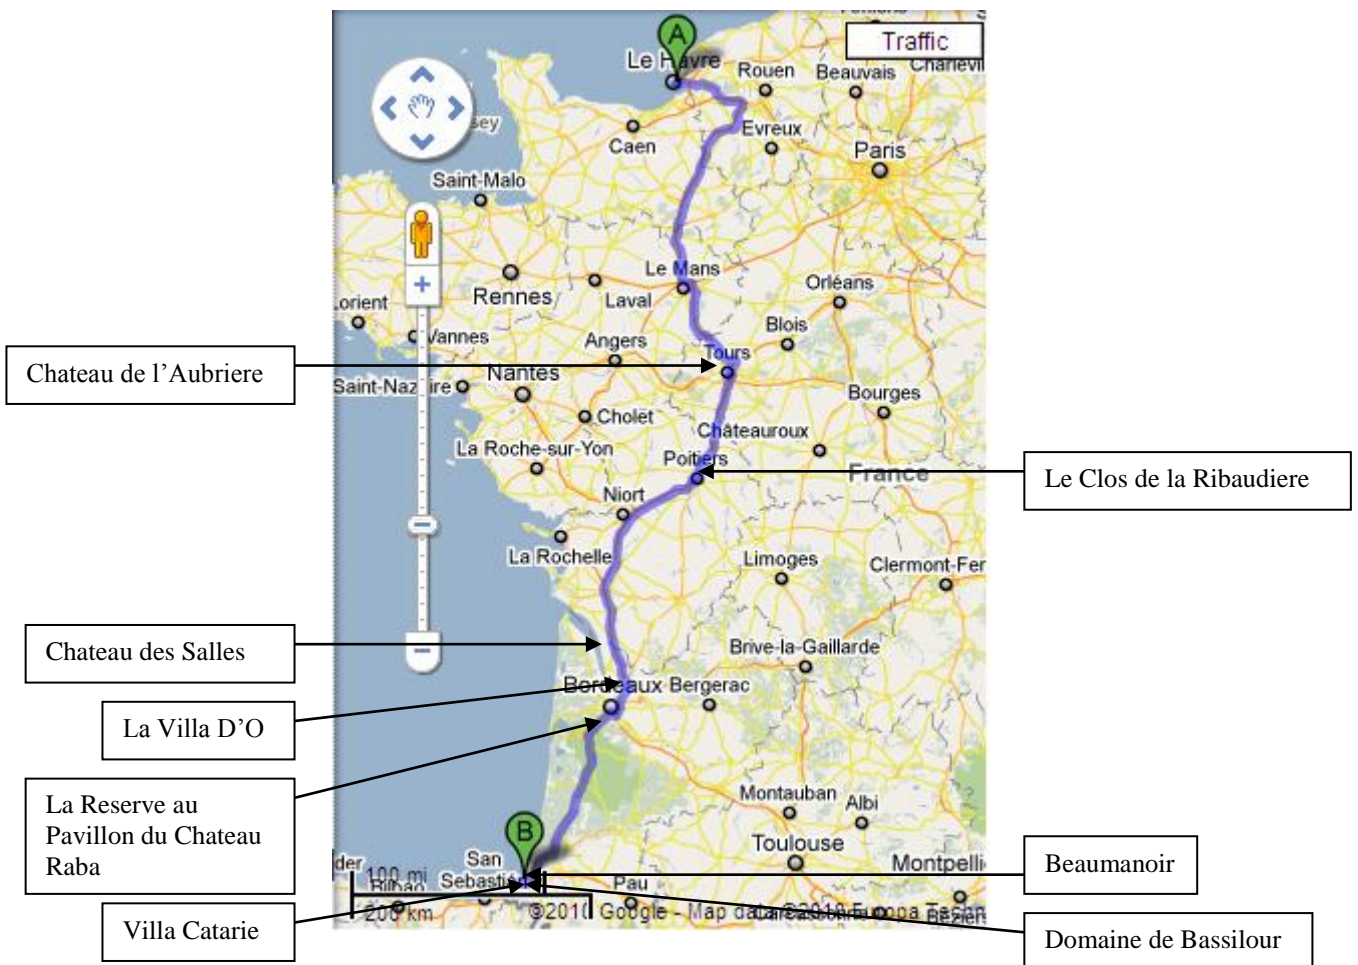 A
Traffic
Le Havre
Rouen
Beauvais
Caen
Evreux
Paris
Saint-Malo
Le Mans
Orléans
Rennes
Laval
Lorient
Vannes
Angers
Blois
Tours
Chateau de l’Aubriere
Nantes
Bourges
Cholet
Châteauroux
La Roche-sur-Yon
Poitiers
France
Le Clos de la Ribaudiere
Niort
La Rochelle
Limoges
Chateau des Salles
Brive-la-Gaillarde
Bordeaux
Bergerac
La Villa D’O
La Reserve au
Pavillon du Chateau
Raba
Montauban
Albi
B
Toulouse
San
100 mi
Pau
Beaumanoir
200 km
©2010 Google - Map data ©2010 Europa
Villa Catarie
Domaine de Bassilour